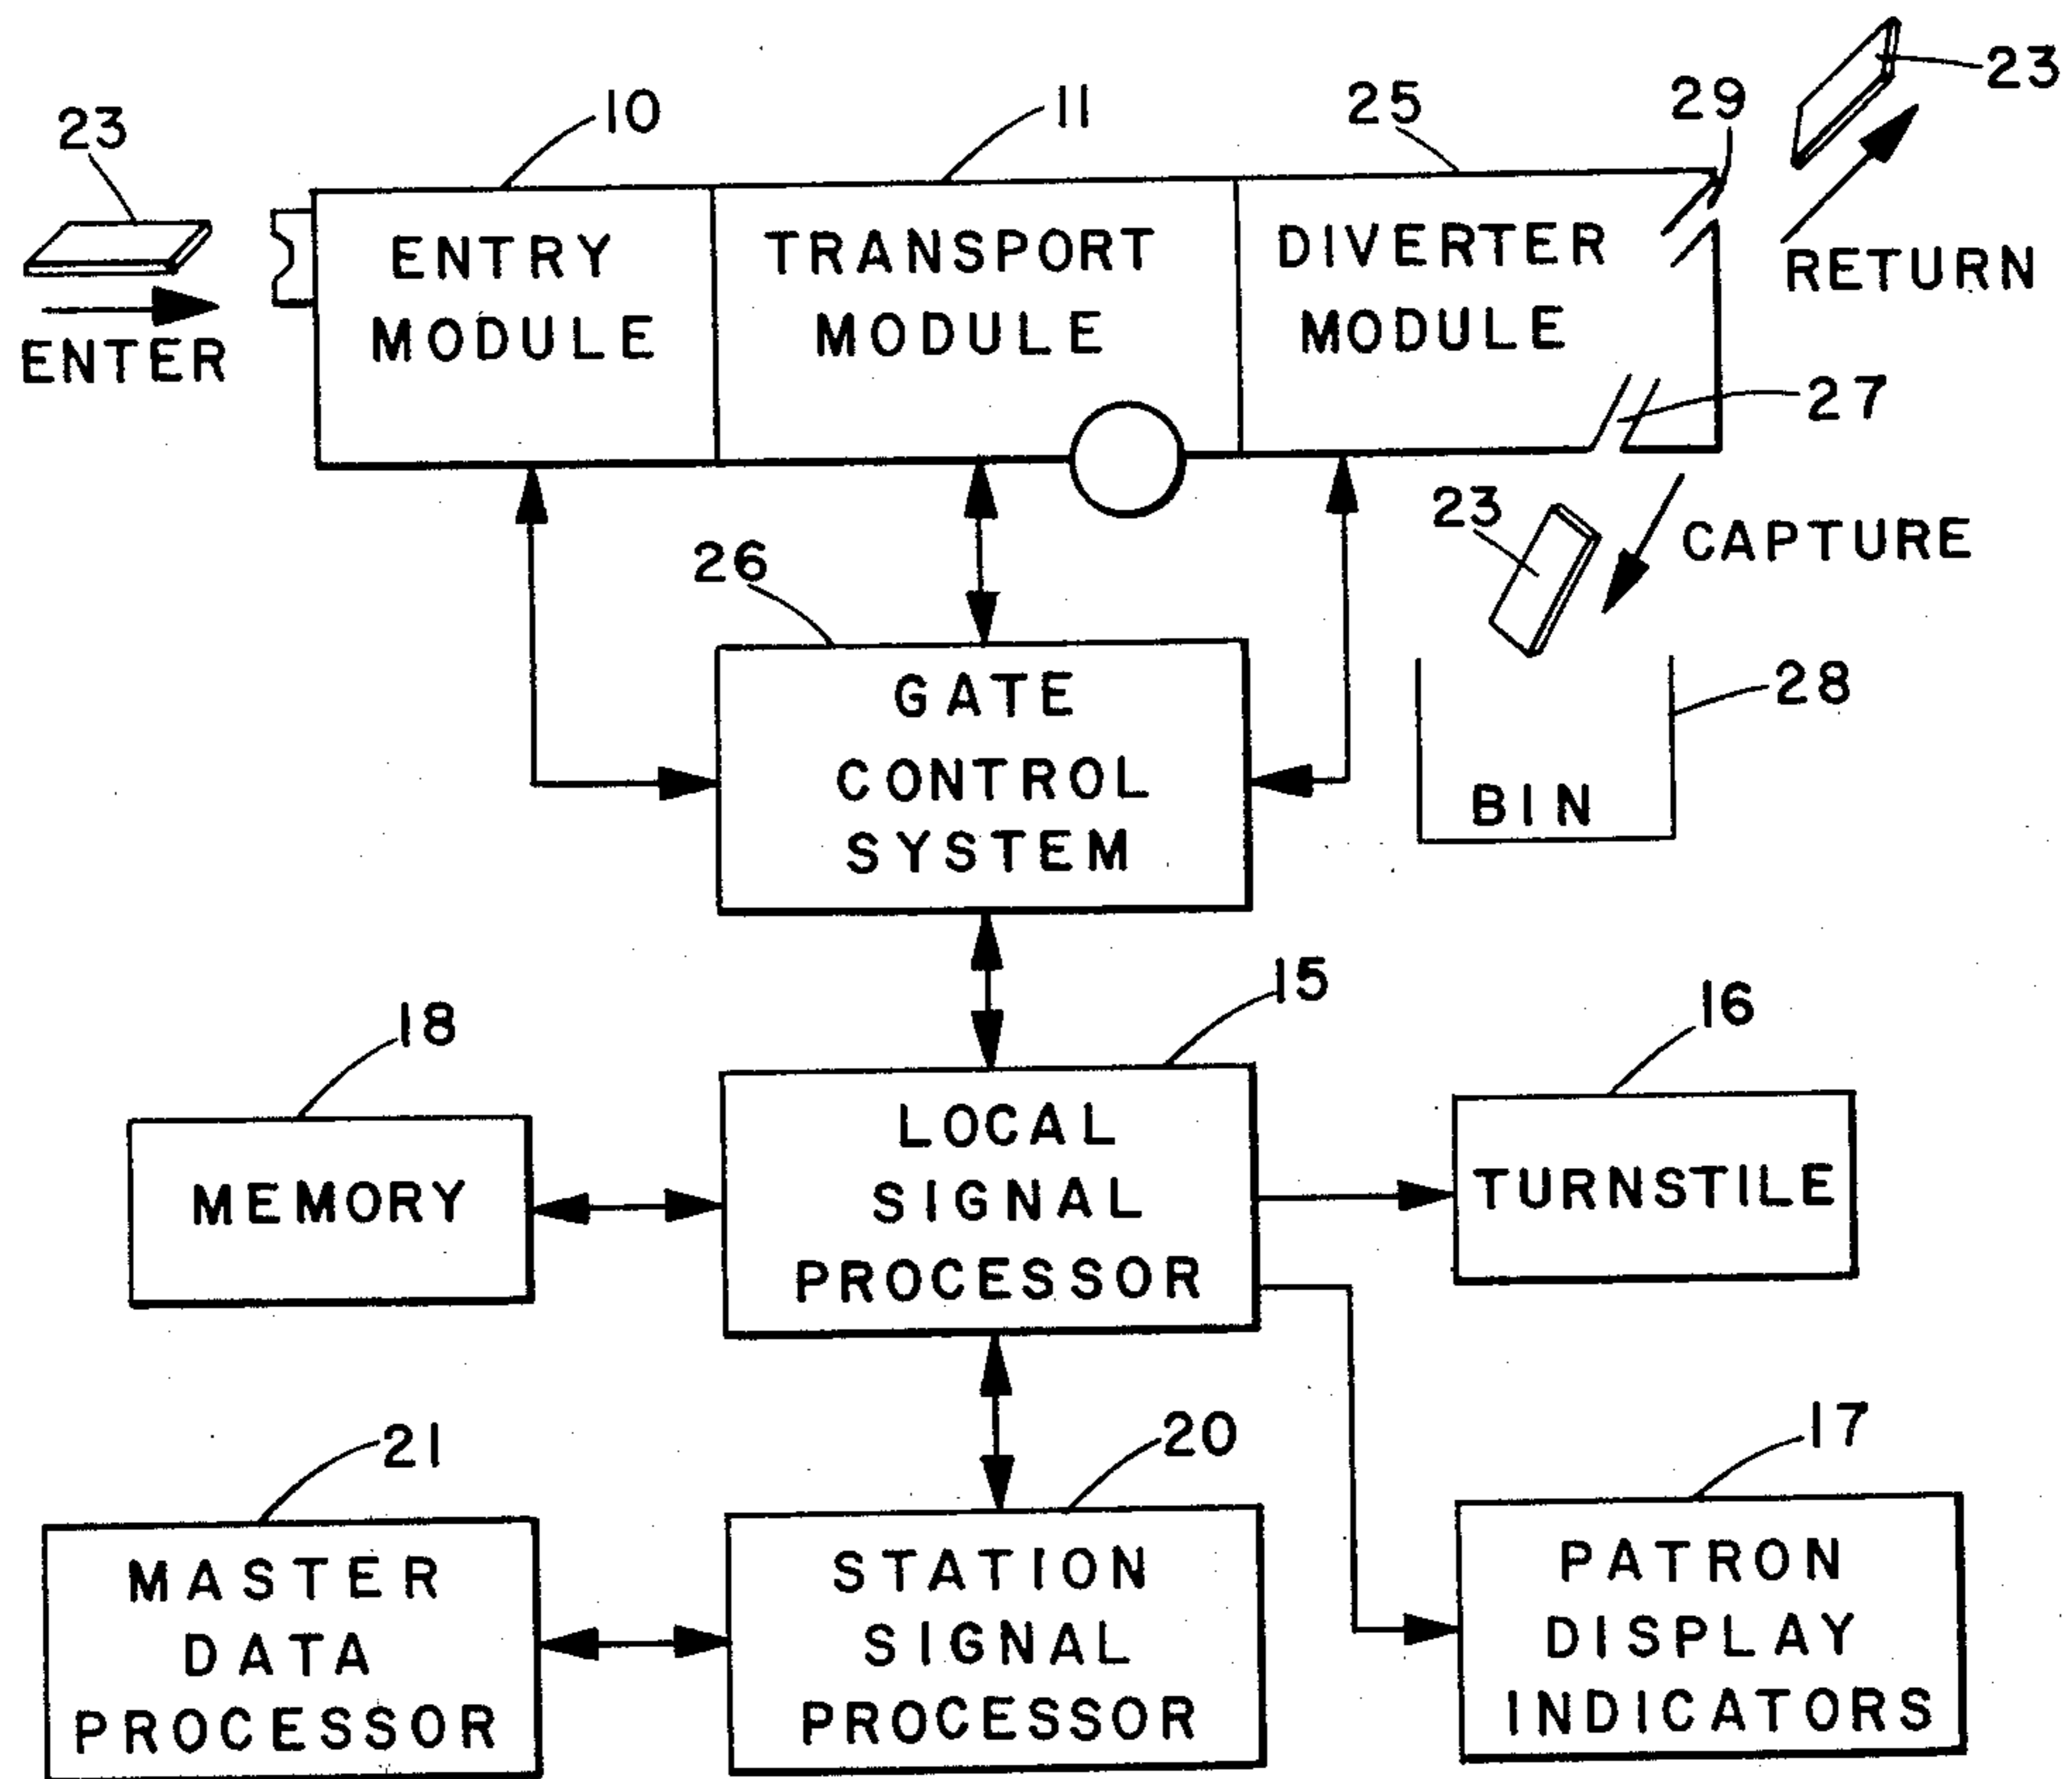 23
10
11
25
29
23
ENTRY
MODULE
TRANSPORT
MODULE
DIVERTER
MODULE
RETURN
ENTER
27
23
CAPTURE
26
GATE
CONTROL
SYSTEM
28
BIN
18
15
16
MEMORY
LOCAL
SIGNAL
PROCESSOR
TURNSTILE
21
20
17
MASTER
DATA
PROCESSOR
STATION
SIGNAL
PROCESSOR
PATRON
DISPLAY
INDICATORS